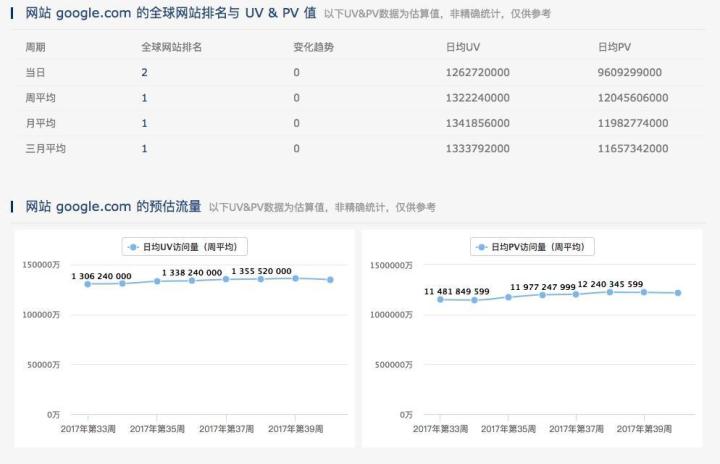 网站 google.com 的全球网站排名与 UV & PV 值 以下UV&PV数据为估算值，非精确统计，仅供参考
周期 全球网站排名 变化趋势 日均UV 日均PV
当日 2 0 1262720000 9609299000
周平均 1 0 1322240000 12045606000
月平均 1 0 1341856000 11982774000
三月平均 1 0 1333792000 11657342000
网站 google.com 的预估流量 以下UV&PV数据为估算值，非精确统计，仅供参考
日均UV访问量（周平均）
150000万
1 306 240 000 1 338 240 000 1 355 520 000
100000万
50000万
0万
2017年第33周 2017年第35周 2017年第37周 2017年第39周
日均PV访问量（周平均）
1500000万
11 481 849 599 11 977 247 999 12 240 345 599
1000000万
500000万
0万
2017年第33周 2017年第35周 2017年第37周 2017年第39周